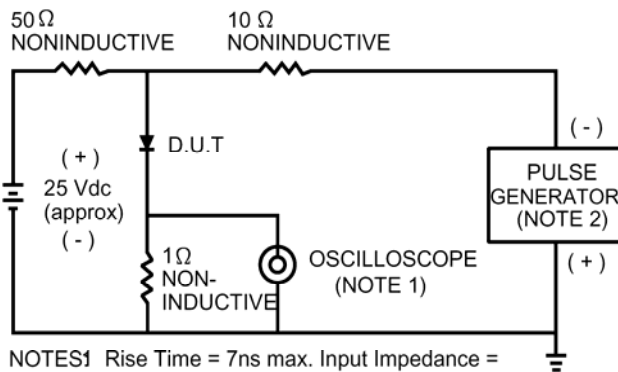 50Ω
NONINDUCTIVE
10 Ω
NONINDUCTIVE
D.U.T
(+)
25 Vdc
(approx)
(-)
1Ω
NON-
INDUCTIVE
OSCILLOSCOPE
(NOTE 1)
(-)
PULSE
GENERATOR
(NOTE 2)
(+)
NOTES1 Rise Time = 7ns max. Input Impedance =